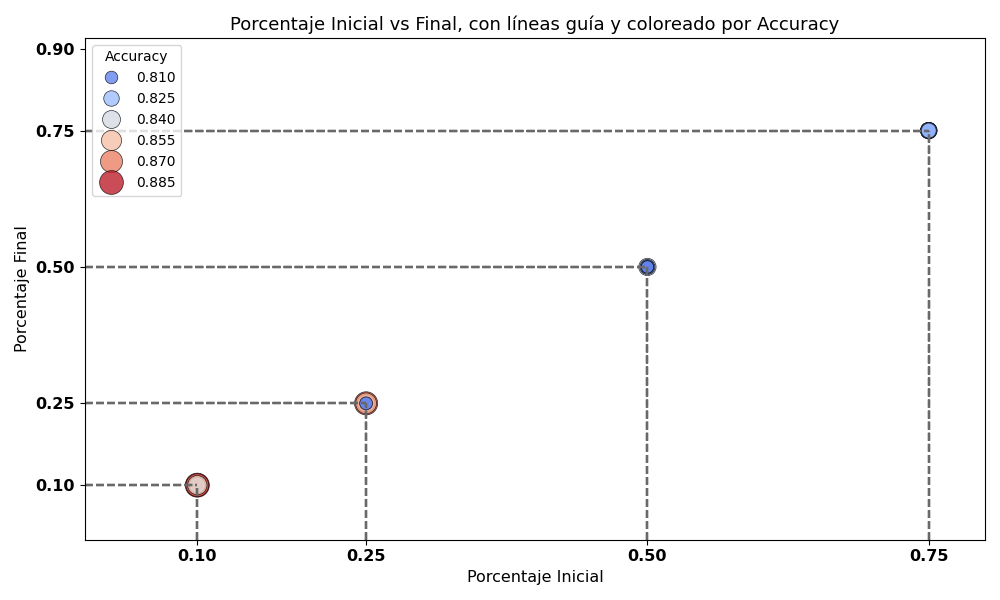 Porcentaje Inicial vs Final, con líneas guía y coloreado por Accuracy
Accuracy
0.810
0.825
0.840
0.855
0.870
0.885
Porcentaje Final
0.90
0.75
0.50
0.25
0.10
0.10 0.25 0.50 0.75
Porcentaje Inicial